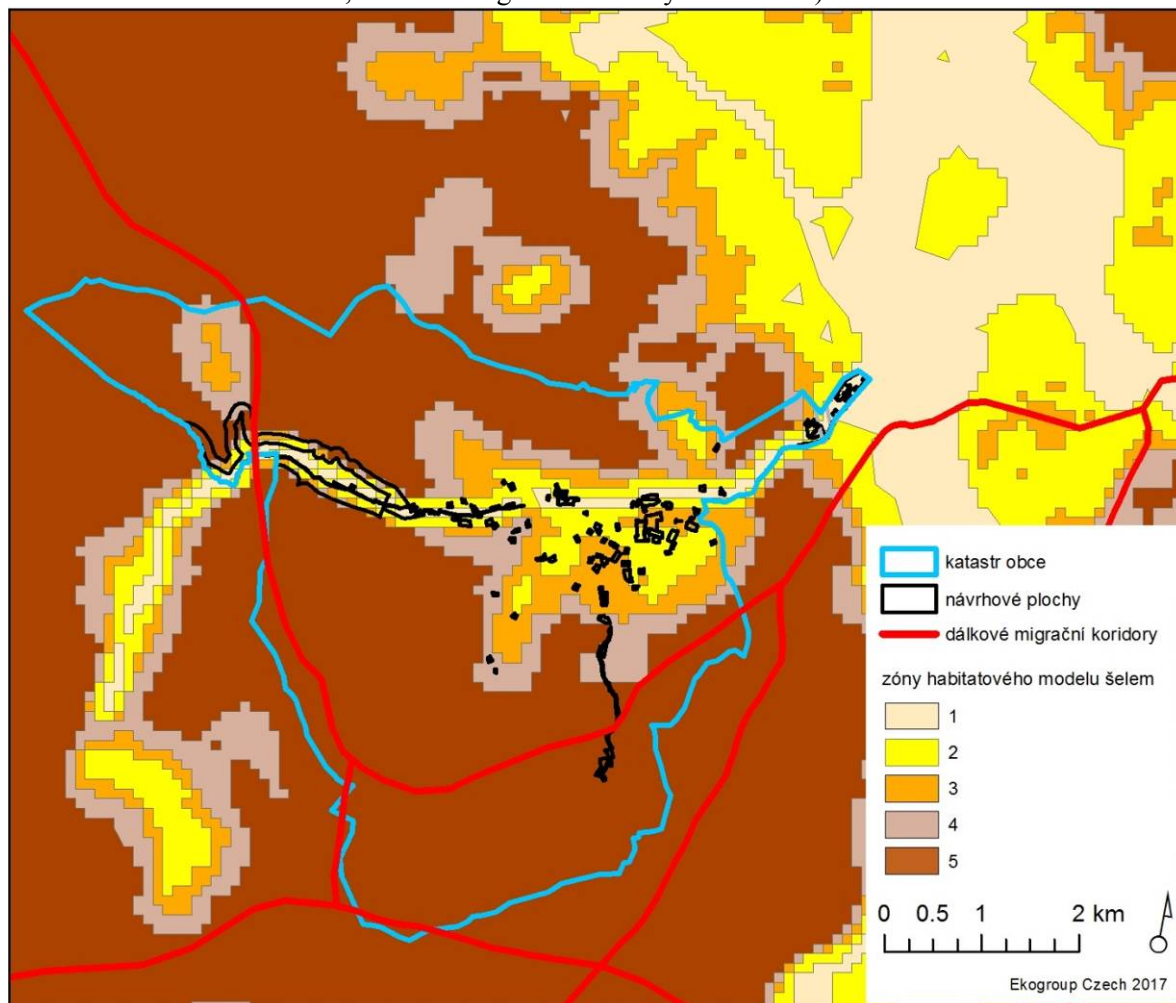 katastr obce
návrhové plochy
dálkové migrační koridory
zóny habitatového modelu šelem
1
2
3
4
5
0 0.5 1 2 km
Ekogroup Czech 2017